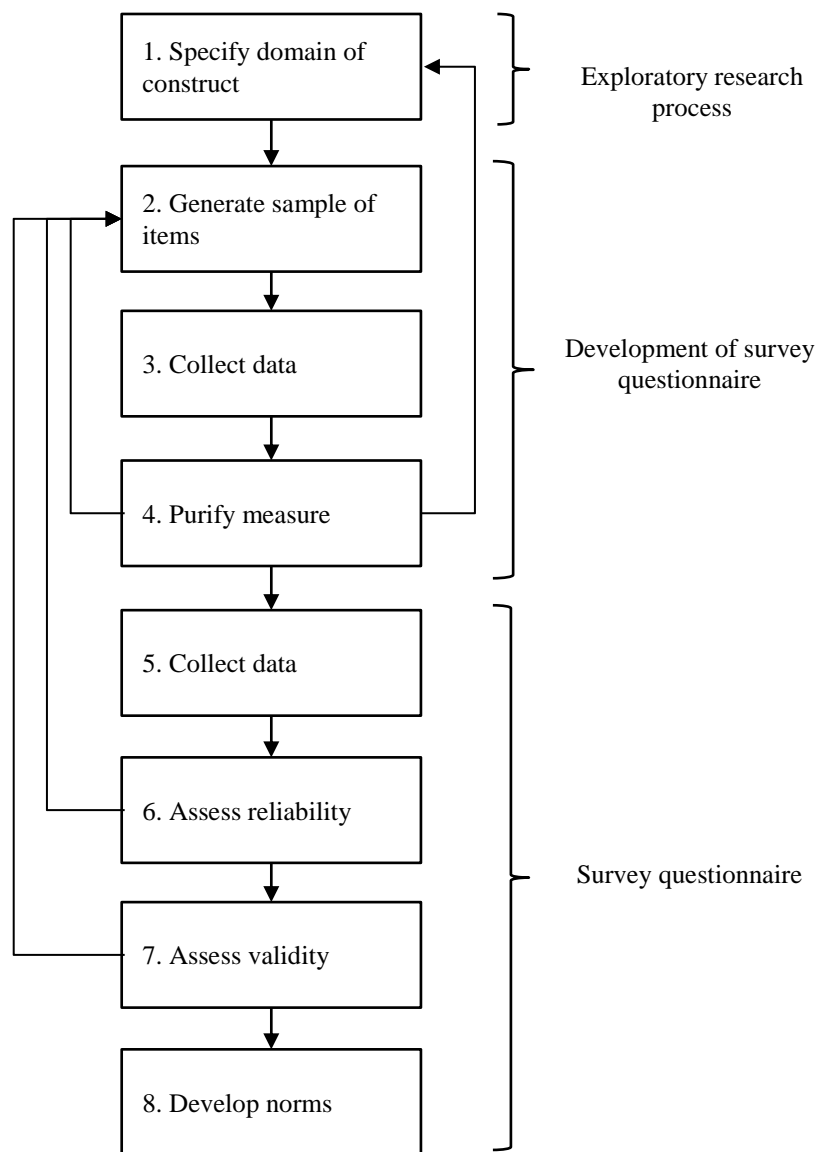 1. Specify domain of
construct
Exploratory research
process
2. Generate sample of
items
3. Collect data
Development of survey
questionnaire
4. Purify measure
5. Collect data
6. Assess reliability
Survey questionnaire
7. Assess validity
8. Develop norms